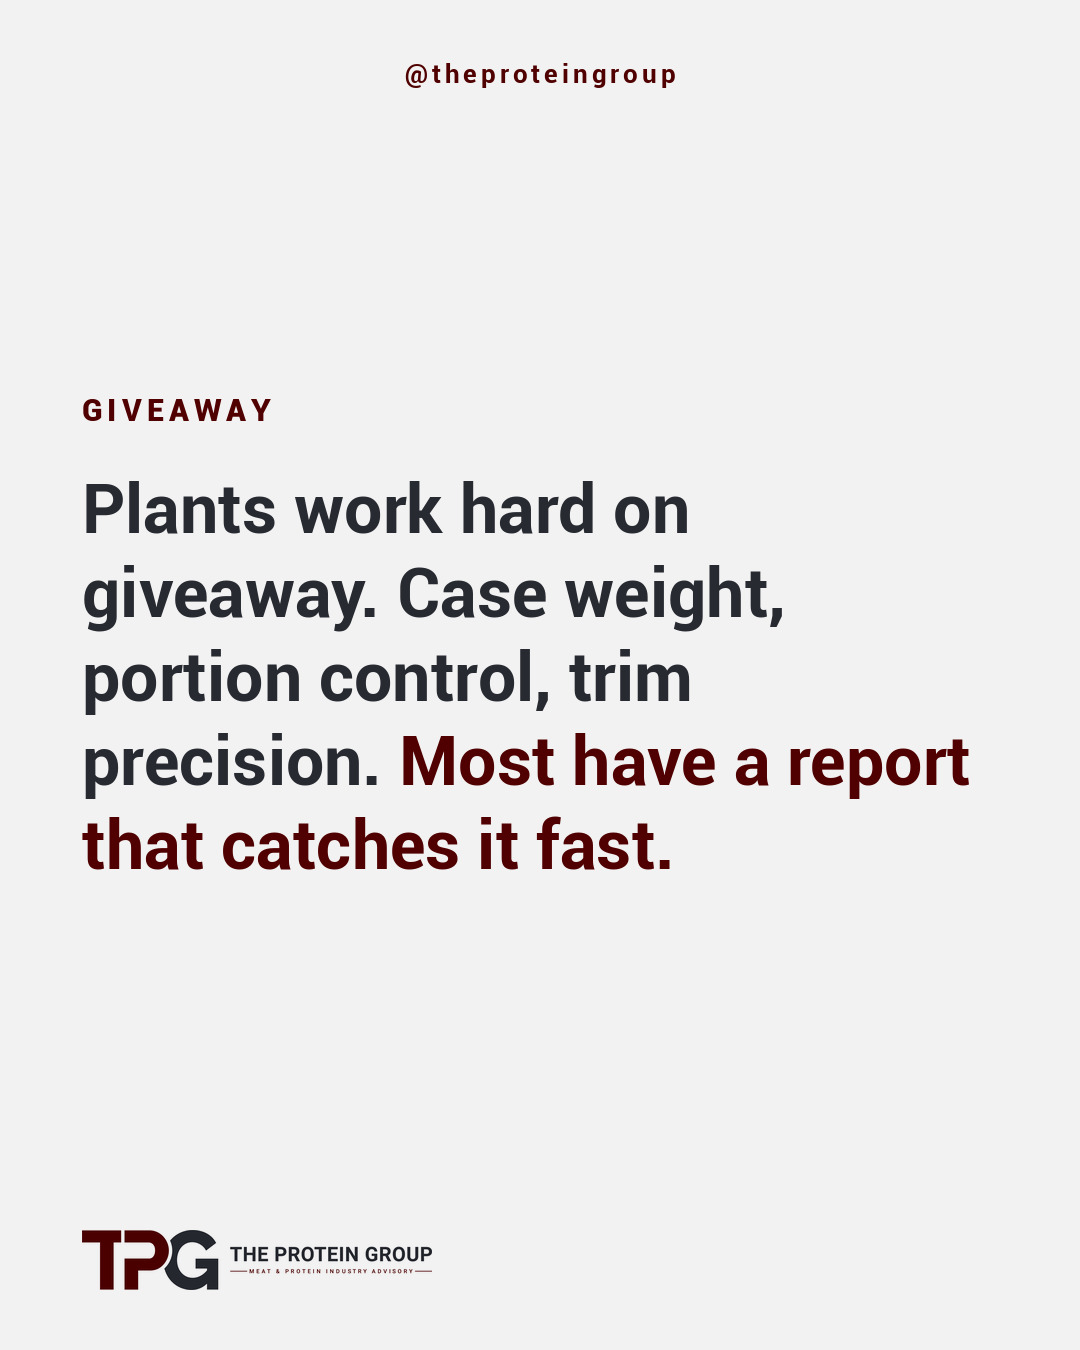 @theproteingroup
GIVEAWAY
Plants work hard on
giveaway. Case weight,
portion control, trim
precision. Most have a report
that catches it fast.
TPG
THE PROTEIN GROUP
MEAT & PROTEIN INDUSTRY ADVISORY